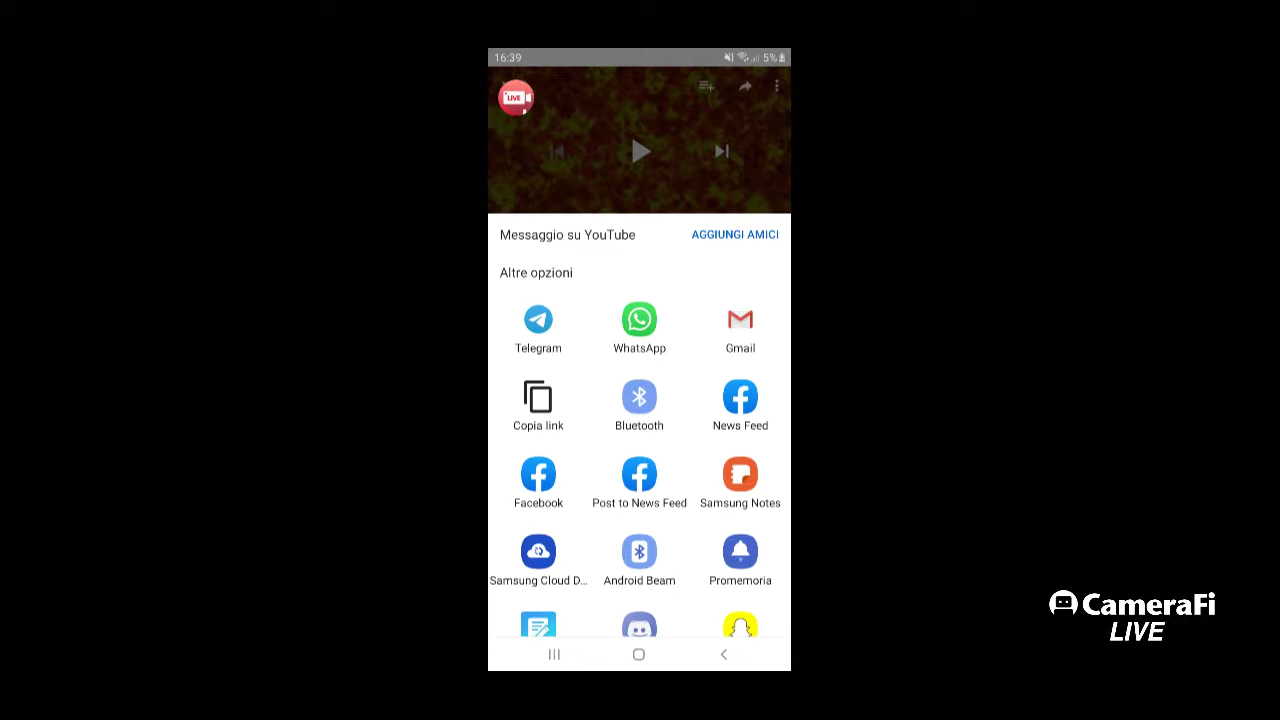 16:39
5%
LIVE
Messaggio su YouTube
AGGIUNGI AMICI
Altre opzioni
Telegram
WhatsApp
Gmail
Copia link
Bluetooth
News Feed
Facebook
Post to News Feed
Samsung Notes
Samsung Cloud D...
Android Beam
Promemoria
CameraFi
LIVE